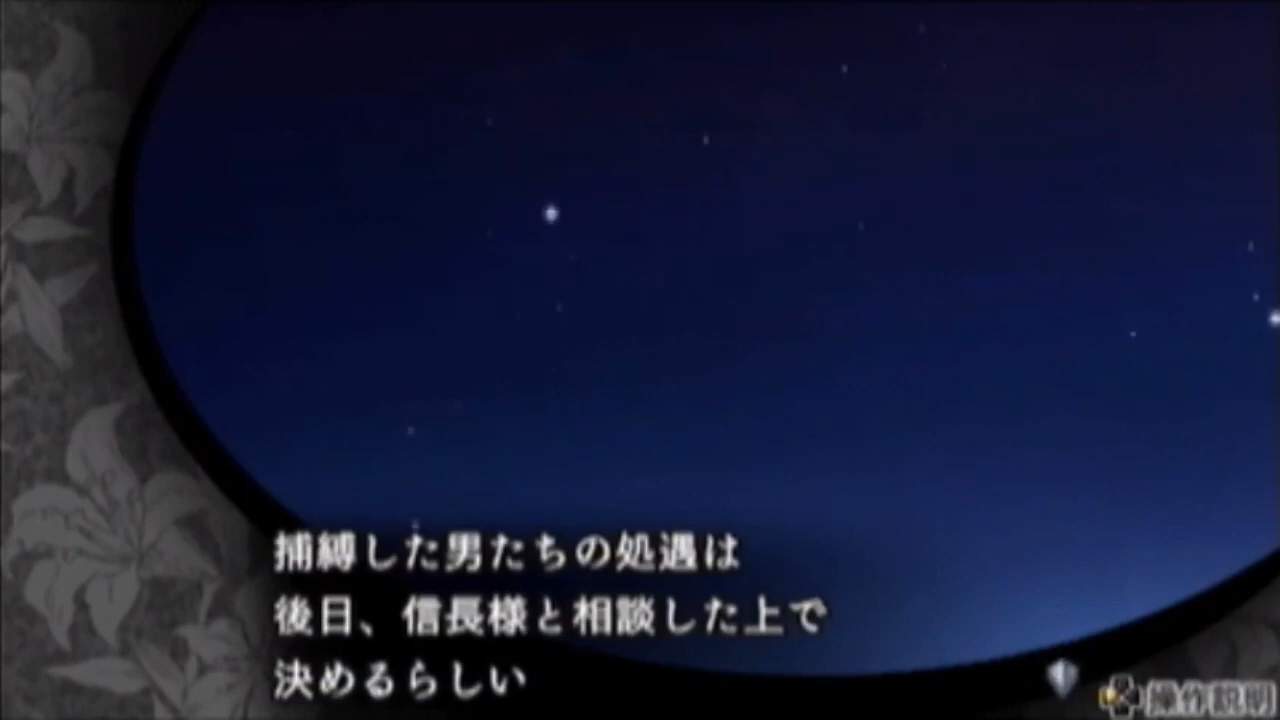 捕縛した男たちの処遇は
後日、信長様と相談した上で
決めるらしい
操作説明